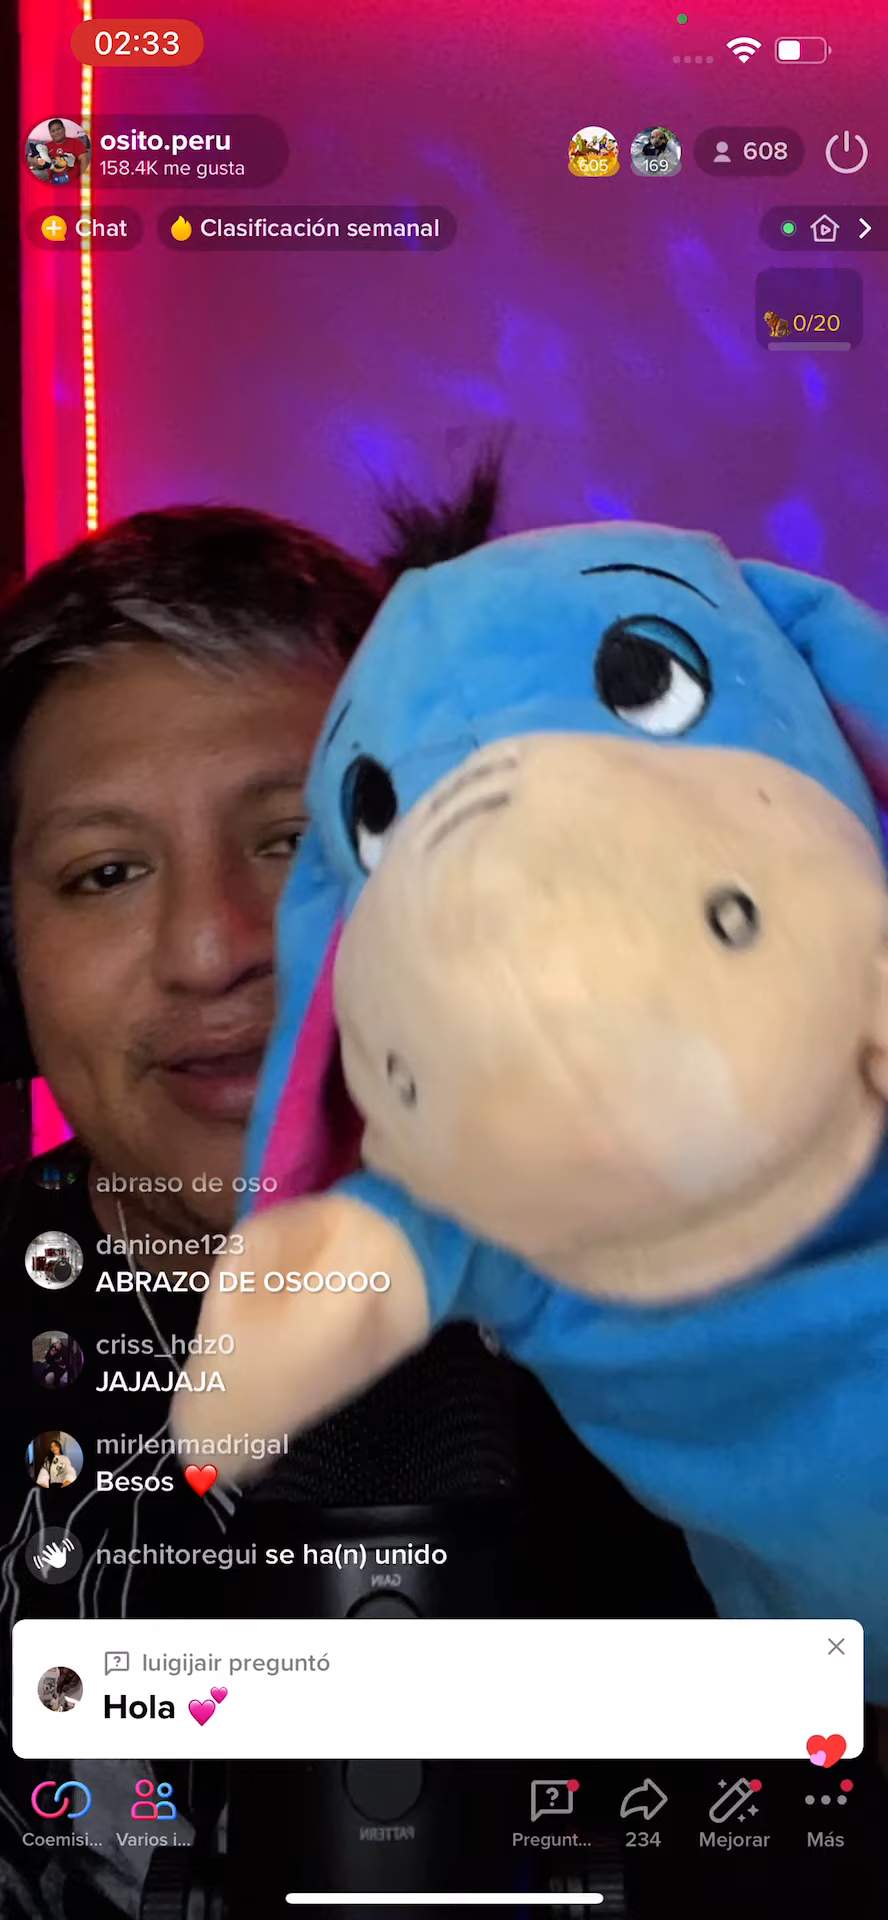 02:33
osito.peru
158.4K me gusta
605
169
608
Chat
Clasificación semanal
0/20
abraso de oso
danione123
ABRAZO DE OSOOOO
criss_hdz0
JAJAJAJA
mirlenmadrigal
Besos ❤️
nachitoregui se ha(n) unido
GAIN
luigijair preguntó
Hola 💕
PATTERN
Coemisi...
Varios i...
Pregunt...
234
Mejorar
Más